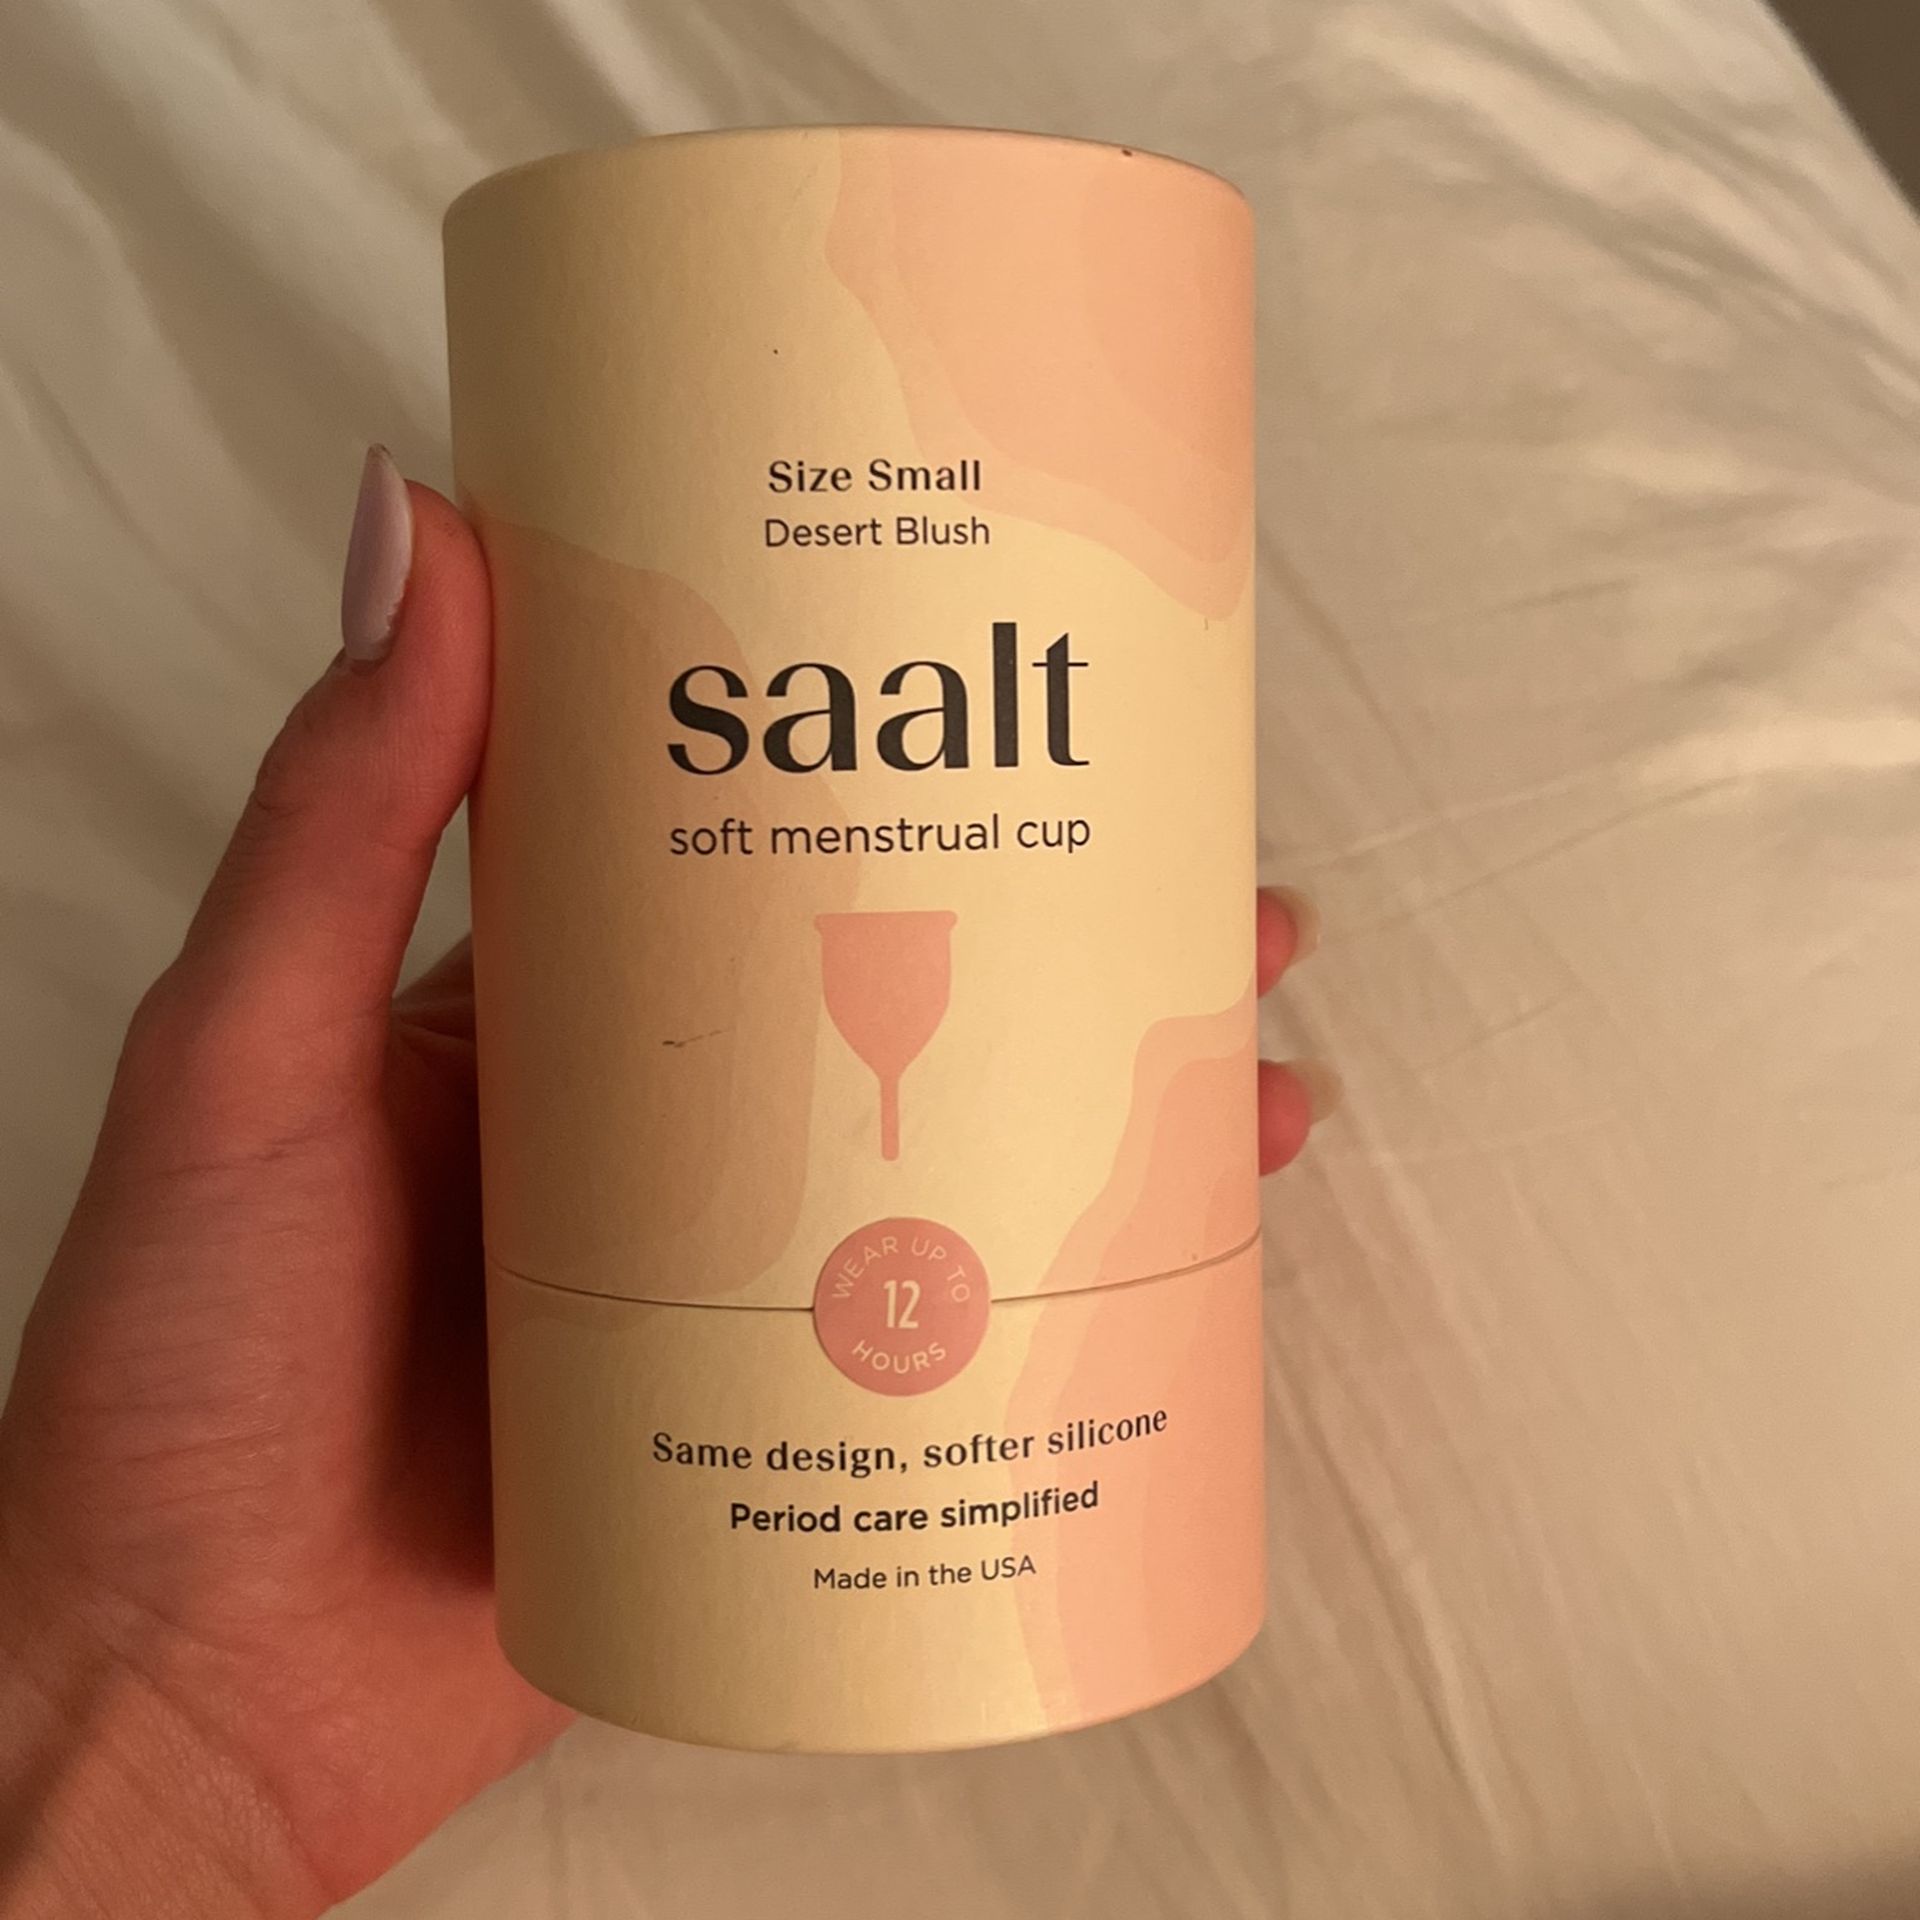 Size Small
Desert Blush
saalt
soft menstrual cup
WEAR UP TO
12
HOURS
Same design, softer silicone
Period care simplified
Made in the USA